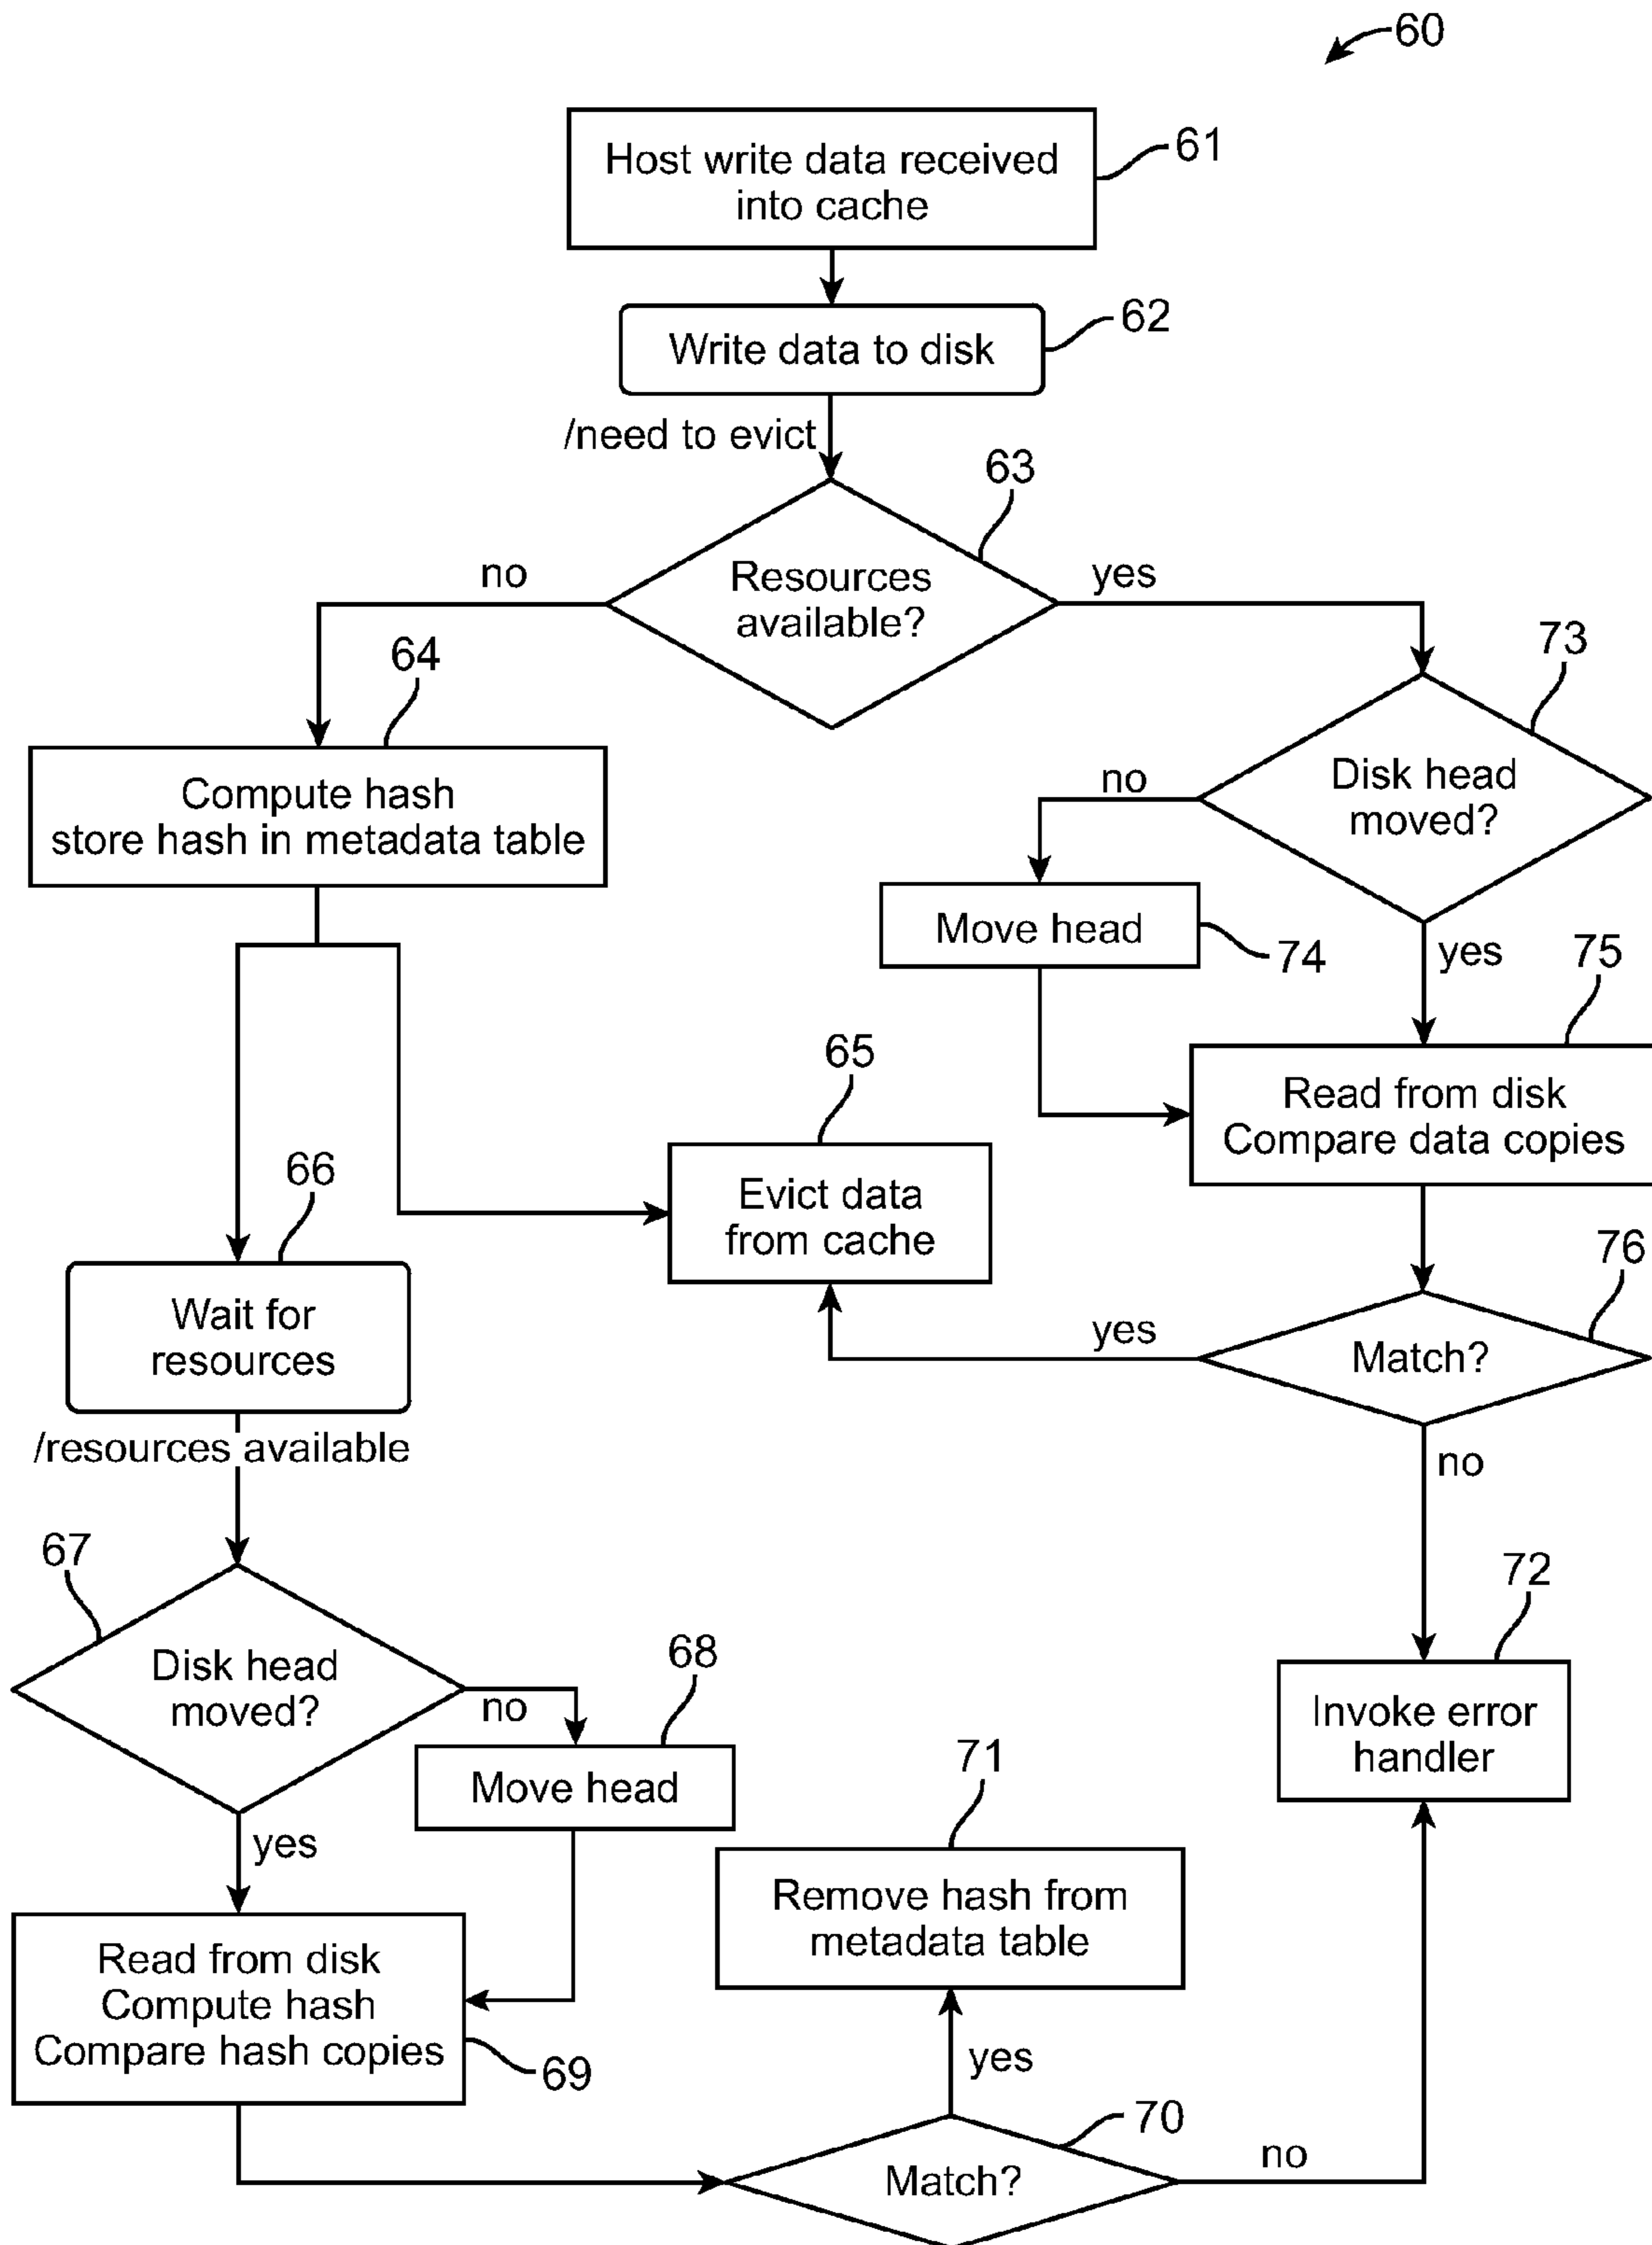 60
Host write data received
into cache
61
Write data to disk
62
/need to evict
63
Resources
available?
no
yes
64
Compute hash
store hash in metadata table
73
Disk head
moved?
no
yes
Move head
74
75
Read from disk
Compare data copies
65
Evict data
from cache
66
Wait for
resources
/resources available
76
Match?
yes
no
67
Disk head
moved?
no
yes
68
Move head
72
Invoke error
handler
71
Remove hash from
metadata table
Read from disk
Compute hash
Compare hash copies
69
yes
70
Match?
no